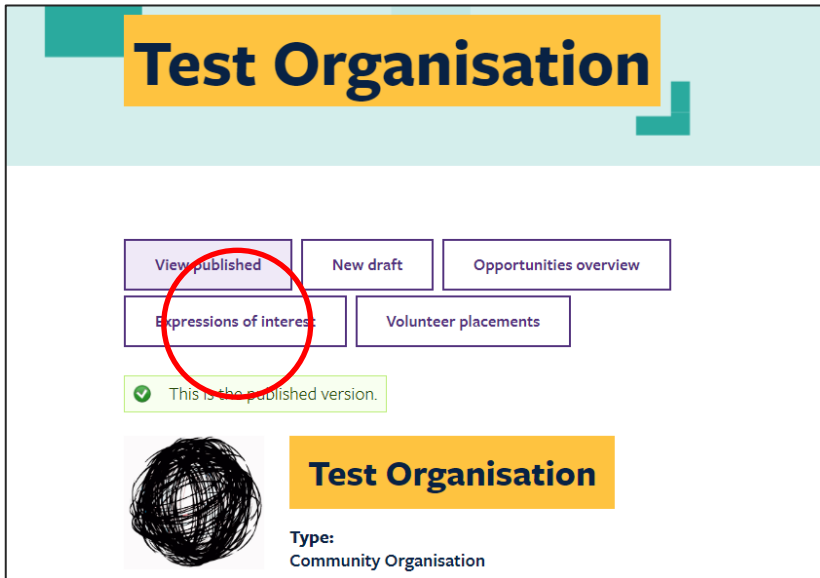 Test Organisation
View published
New draft
Opportunities overview
Expressions of interest
Volunteer placements
This is the published version.
Test Organisation
Type:
Community Organisation